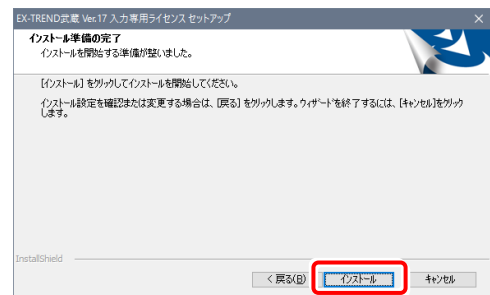 EX-TREND武蔵 Ver.17 入力専用ライセンス セットアップ
インストール準備の完了
インストールを開始する準備が整いました。
[インストール] をクリックしてインストールを開始してください。
インストール設定を確認または変更する場合は、[戻る] をクリックします。ウィザードを終了するには、[キャンセル]をクリック
します。
InstallShield
< 戻る(B)
インストール
キャンセル